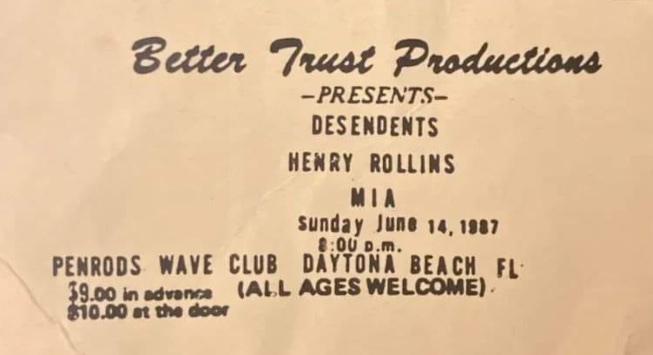 Better Trust Productions
-PRESENTS-
DESENDENTS
HENRY ROLLINS
MIA
Sunday June 14, 1987
8:00 p.m.
PENRODS WAVE CLUB DAYTONA BEACH FL
$9.00 in advance (ALL AGES WELCOME)
$10.00 at the door